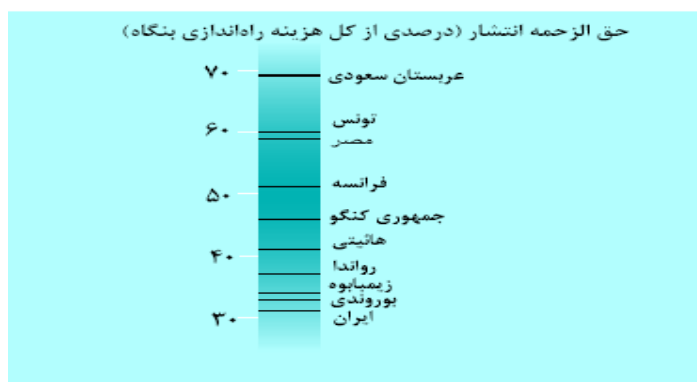 حق الزحمه انتشار (درصدی از کل هزینه راه‌اندازی بنگاه)
۷۰
عربستان سعودی
تونس
۶۰
مصر
فرانسه
۵۰
جمهوری کنگو
هائیتی
۴۰
رواندا
زیمبابوه
بوروندی
ایران
۳۰